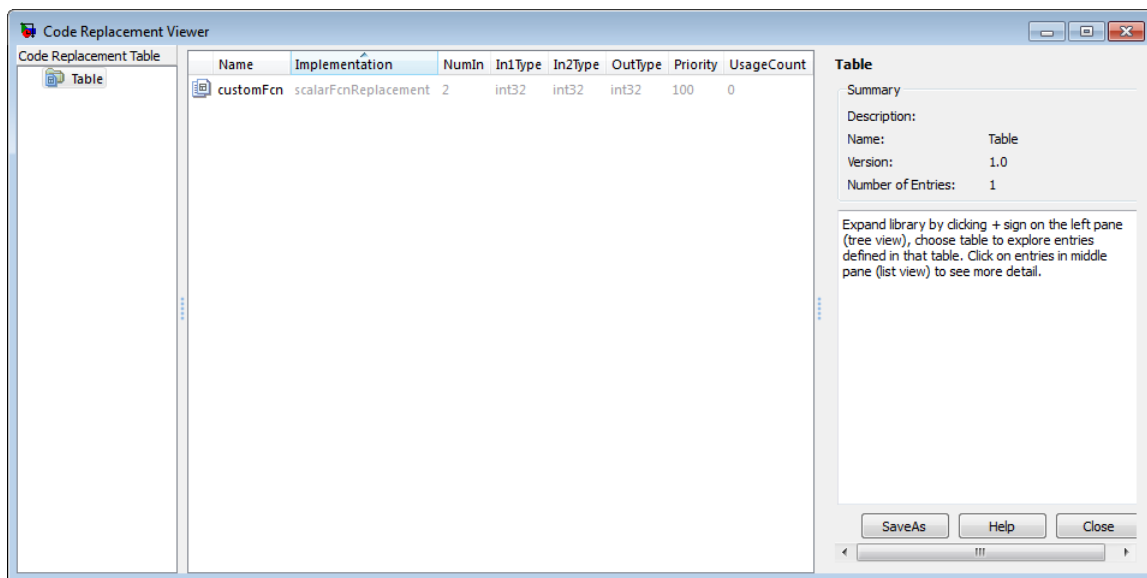 Code Replacement Viewer
Code Replacement Table
Table
Name Implementation NumIn In1Type In2Type OutType Priority UsageCount
customFcn scalarFcnReplacement 2 int32 int32 int32 100 0
Table
Summary
Description:
Name: Table
Version: 1.0
Number of Entries: 1
Expand library by clicking + sign on the left pane
(tree view), choose table to explore entries
defined in that table. Click on entries in middle
pane (list view) to see more detail.
SaveAs Help Close